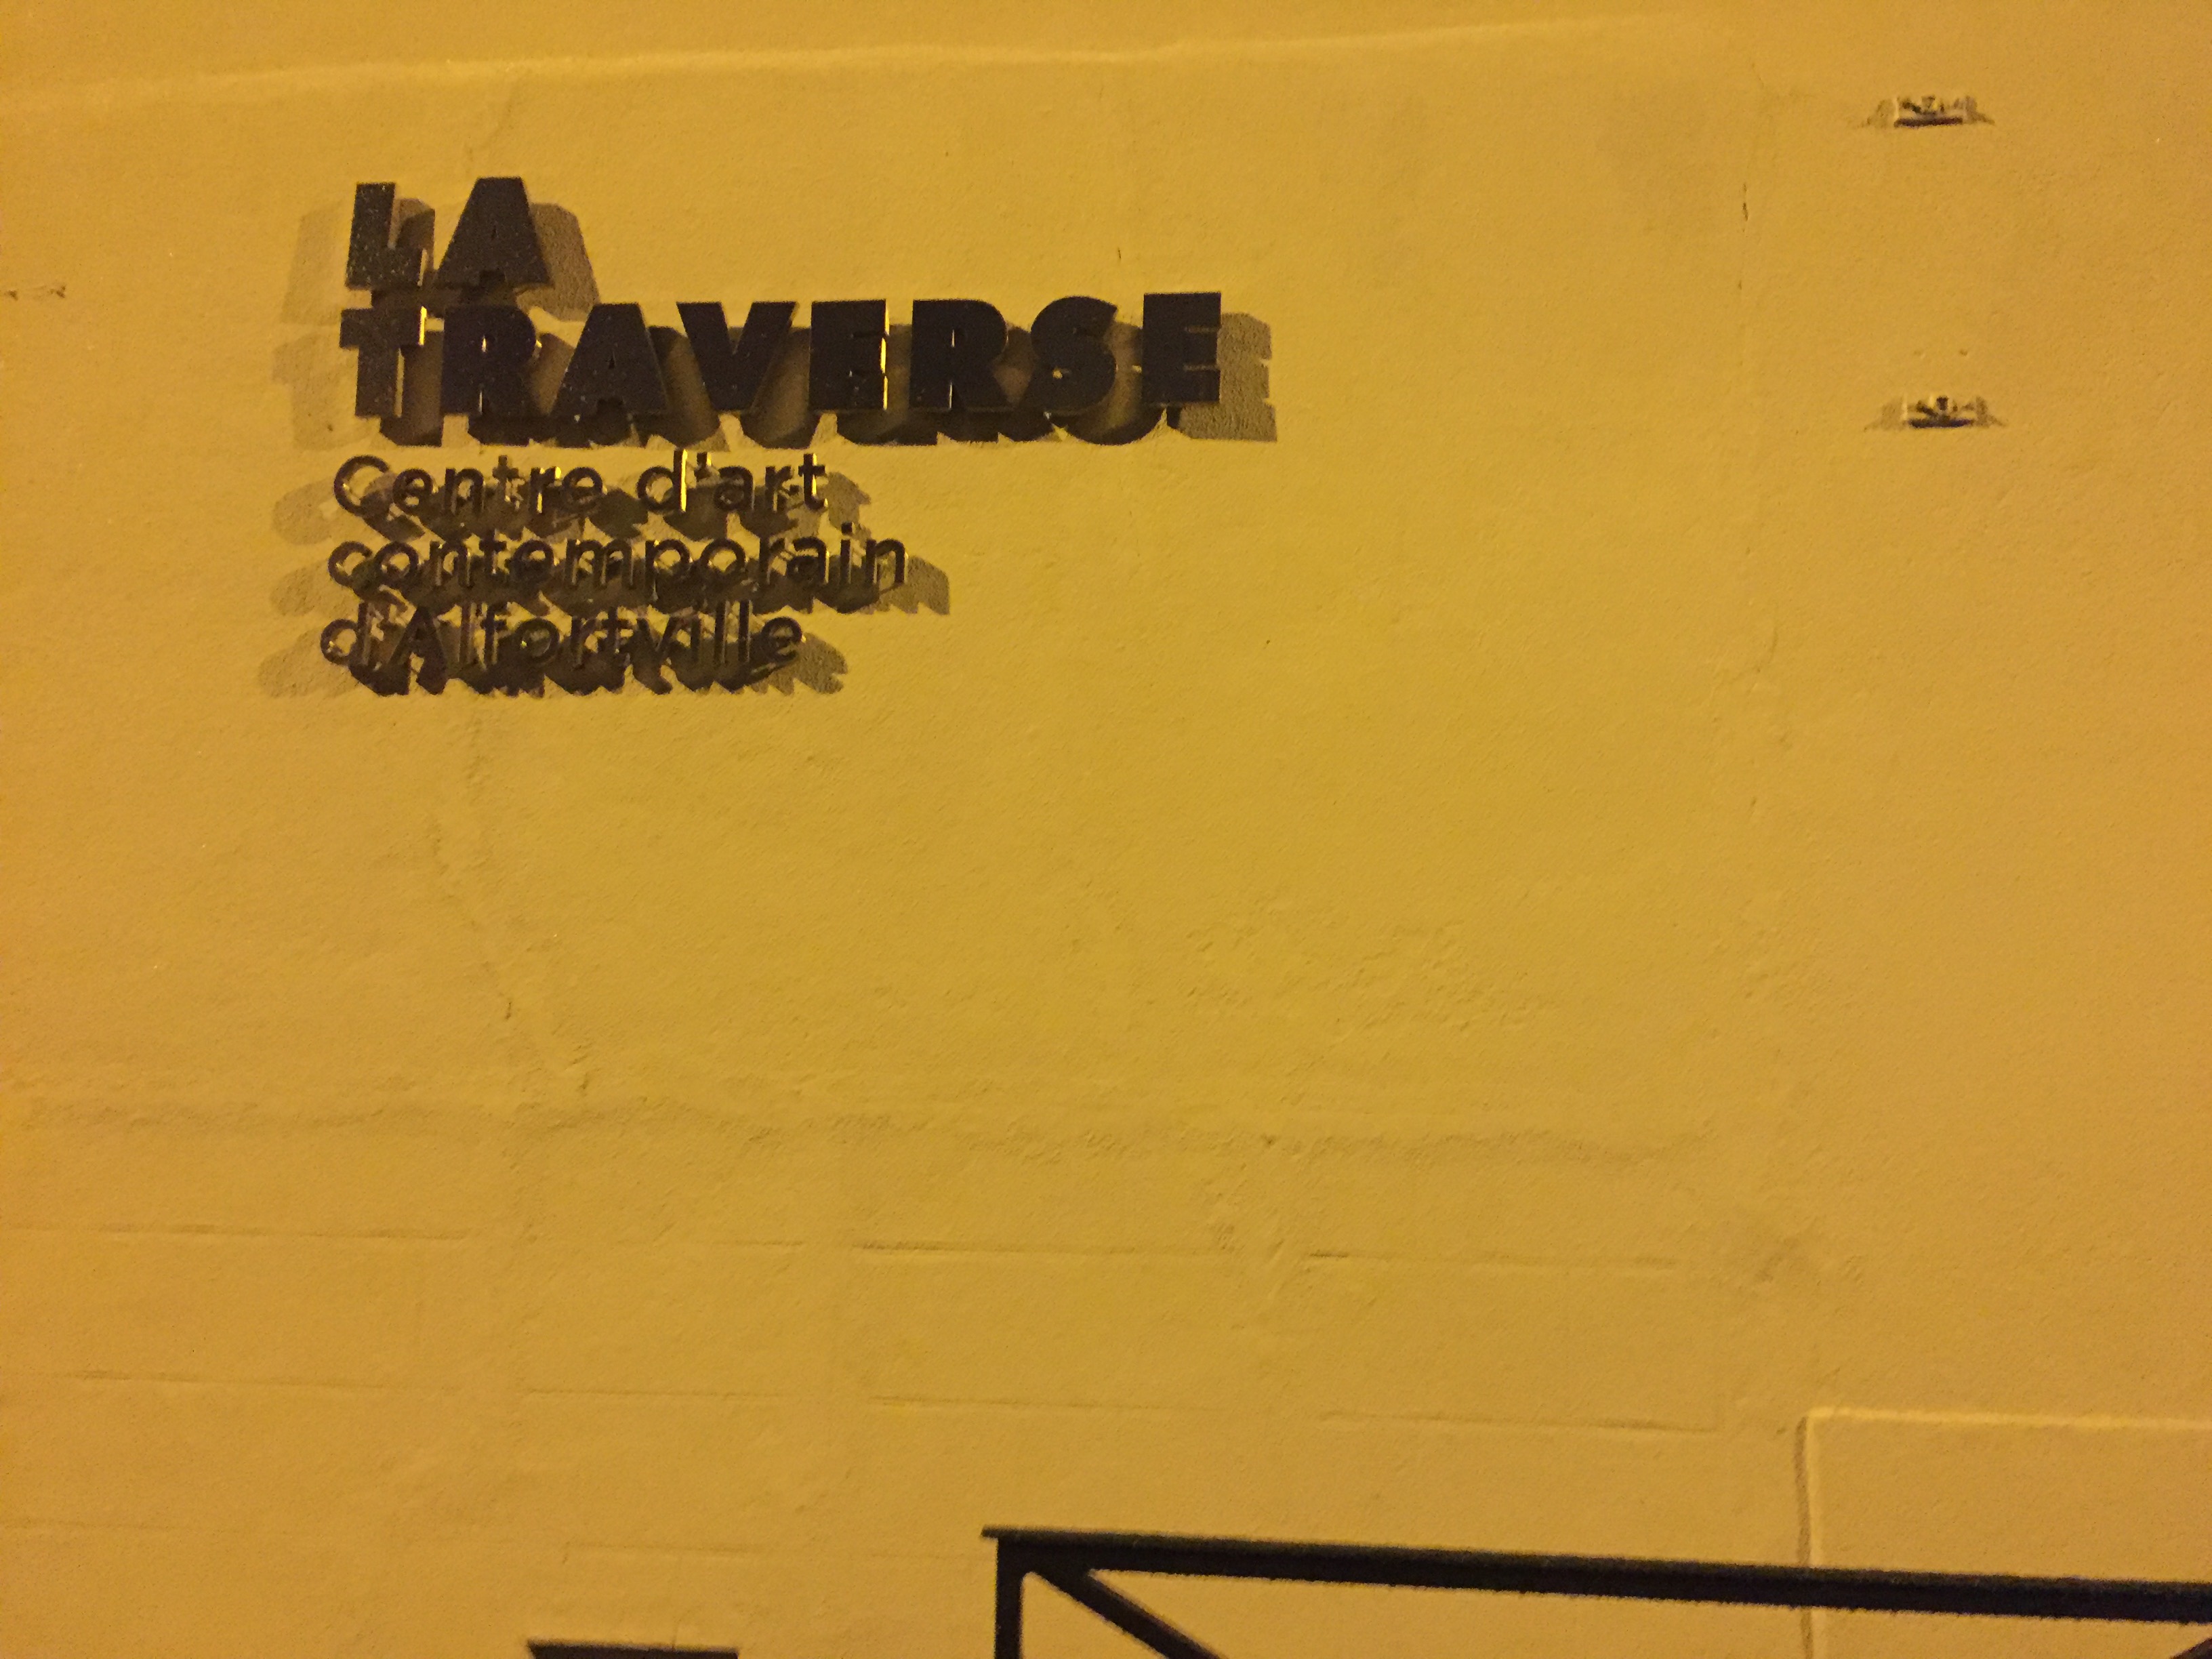 LA
TRAVERSE
Centre d'art
contemporain
d'Alfortville